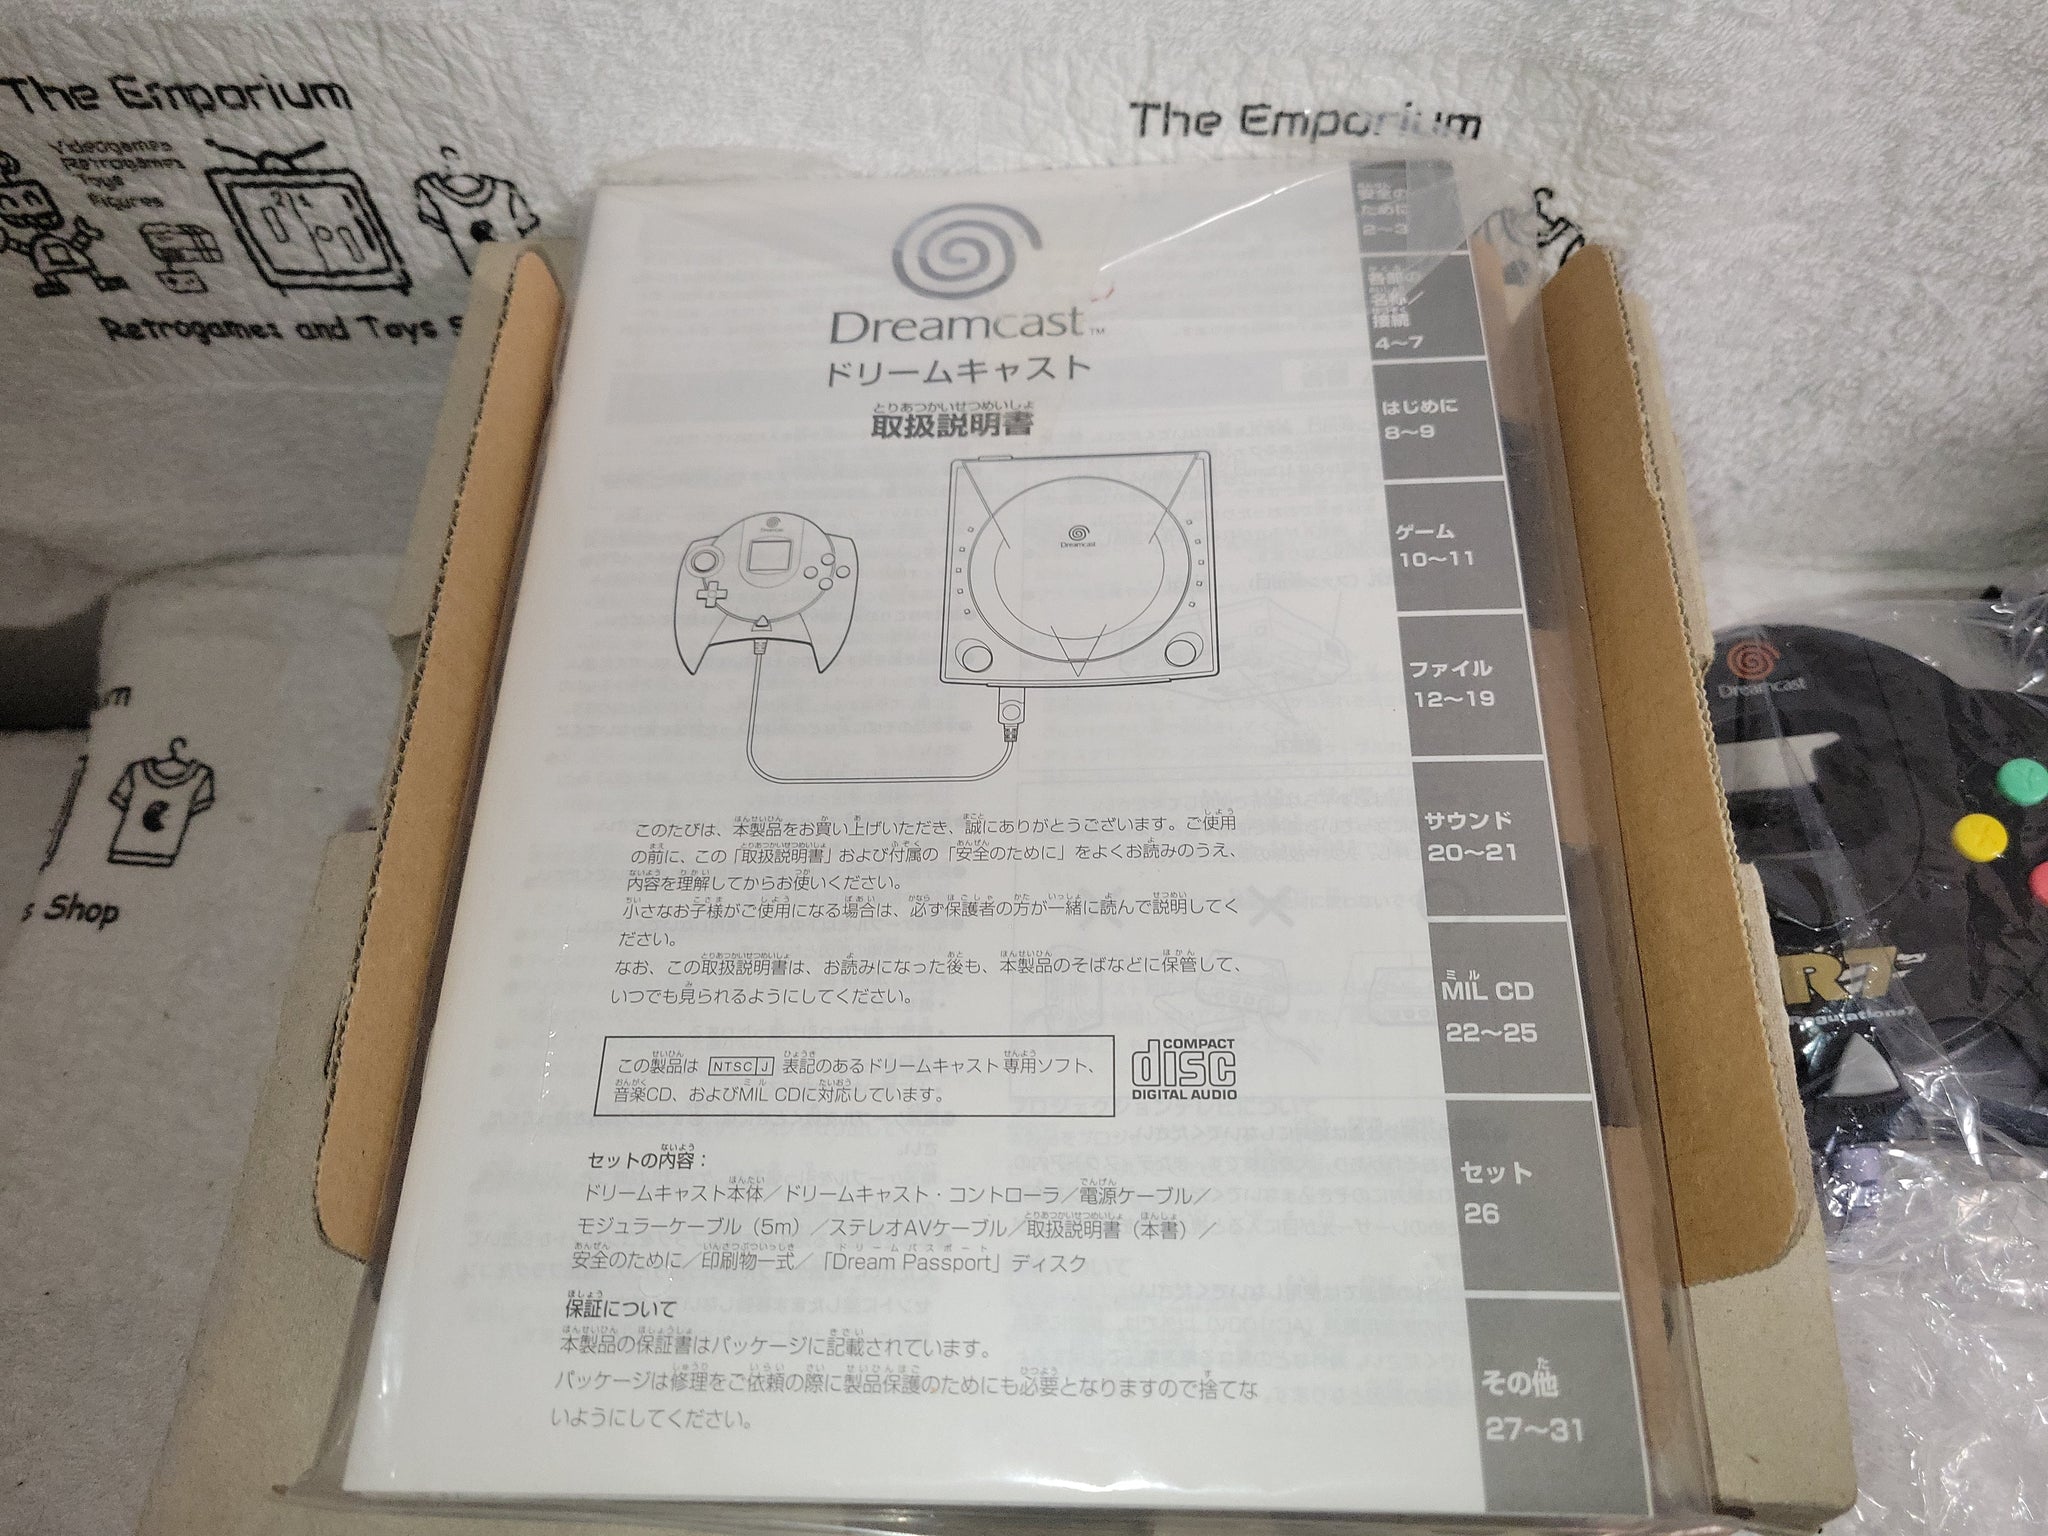 The Emporium
Videogames
Retrogames
Toys
Figures
Retrogames and Toys S
The Emporium
s Shop
Dreamcast™
ドリームキャスト
とりあつかいせつめいしょ
取扱説明書
Dreamcast
Dreamcast
このたびは、本製品をお買い上げいただき、誠にありがとうございます。ご使用
の前に、この「取扱説明書」および付属の「安全のために」をよくお読みのうえ、
内容を理解してからお使いください。
小さなお子様がご使用になる場合は、必ず保護者の方が一緒に読んで説明してく
ださい。
なお、この取扱説明書は、お読みになった後も、本製品のそばなどに保管して、
いつでも見られるようにしてください。
この製品は NTSC J 表記のあるドリームキャスト専用ソフト、
音楽CD、およびMIL CDに対応しています。
COMPACT
disc
DIGITAL AUDIO
セットの内容：
ドリームキャスト本体／ドリームキャスト・コントローラ／電源ケーブル／
モジュラーケーブル（5m）／ステレオAVケーブル／取扱説明書（本書）／
安全のために／印刷物一式／「Dream Passport」ディスク
保証について
本製品の保証書はパッケージに記載されています。
パッケージは修理をご依頼の際に製品保護のためにも必要となりますので捨てな
いようにしてください。
安全の
ために
2～3
各部の
名称／
接続
4～7
はじめに
8～9
ゲーム
10～11
ファイル
12～19
サウンド
20～21
ミル
MIL CD
22～25
セット
26
その他
27～31
Dreamcast
R7
Regulation#7